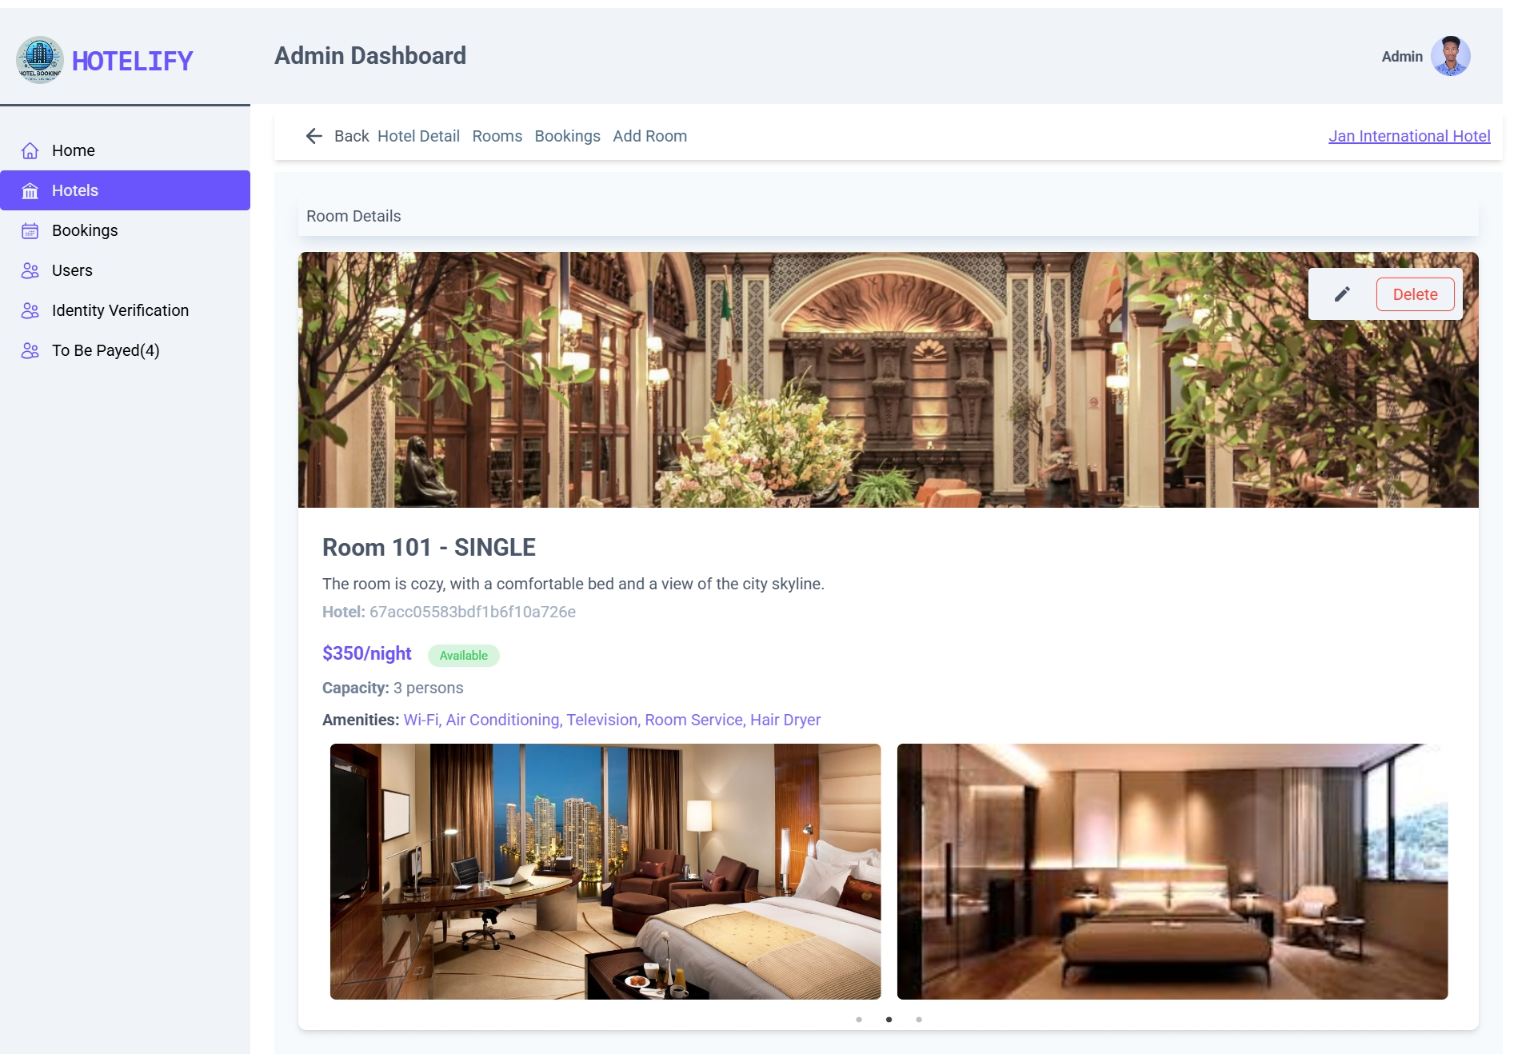 HOTEL BOOKING
HOTELIFY
Admin Dashboard
Admin
Home
Hotels
Bookings
Users
Identity Verification
To Be Payed(4)
Back Hotel Detail Rooms Bookings Add Room
Jan International Hotel
Room Details
Delete
Room 101 - SINGLE
The room is cozy, with a comfortable bed and a view of the city skyline.
Hotel: 67acc05583bdf1b6f10a726e
$350/night Available
Capacity: 3 persons
Amenities: Wi-Fi, Air Conditioning, Television, Room Service, Hair Dryer